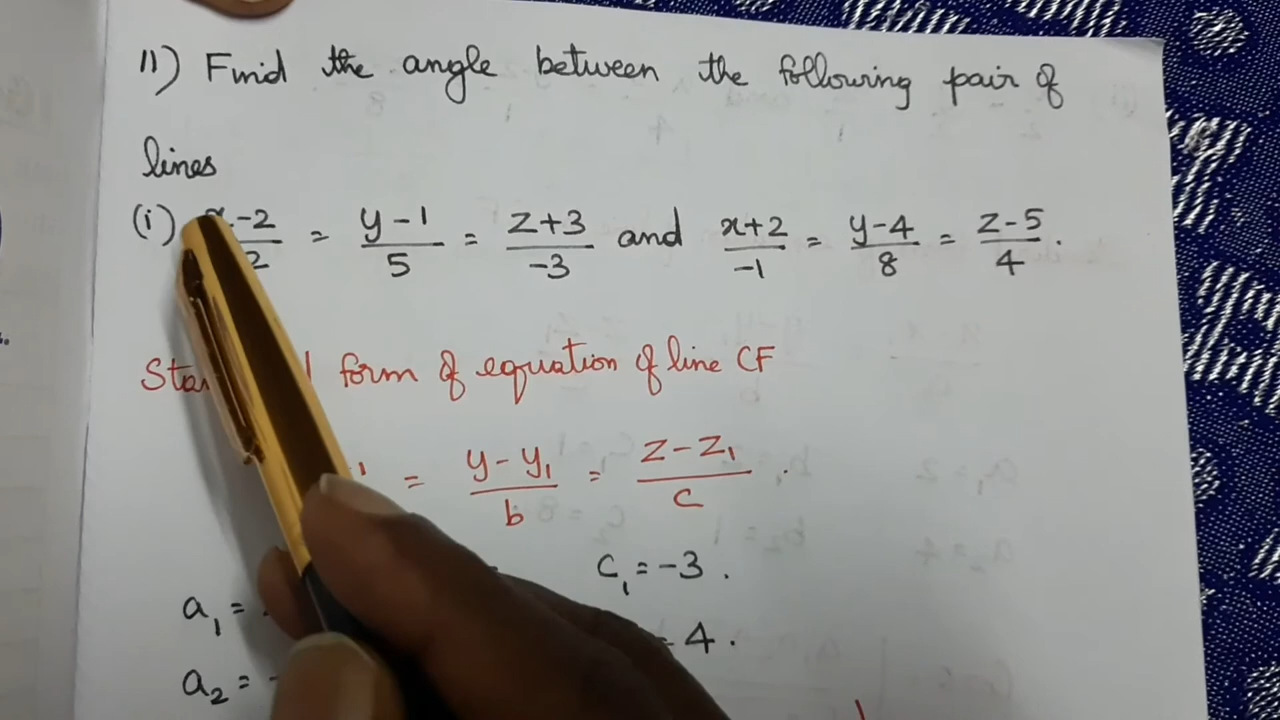 11) Find the angle between the following pair of
lines
(i) x-2/2 = y-1/5 = z+3/-3 and x+2/-1 = y-4/8 = z-5/4 .
form of equation of line CF
= y-y₁/b = z-z₁/c .
a₁ = c₁ = -3 .
a₂ = - = 4 .